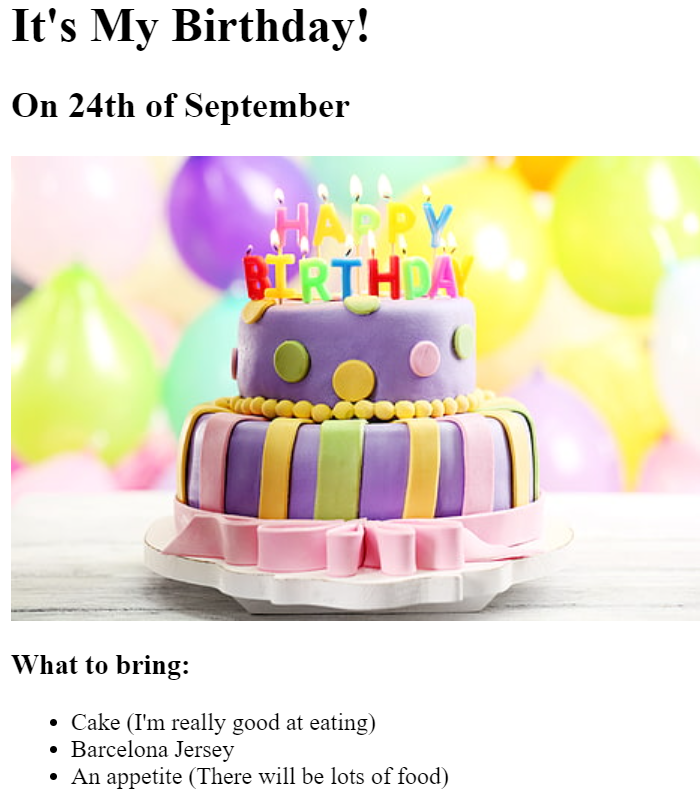 It's My Birthday!
On 24th of September
HAPPY
BIRTHDAY
What to bring:
Cake (I'm really good at eating)
Barcelona Jersey
An appetite (There will be lots of food)